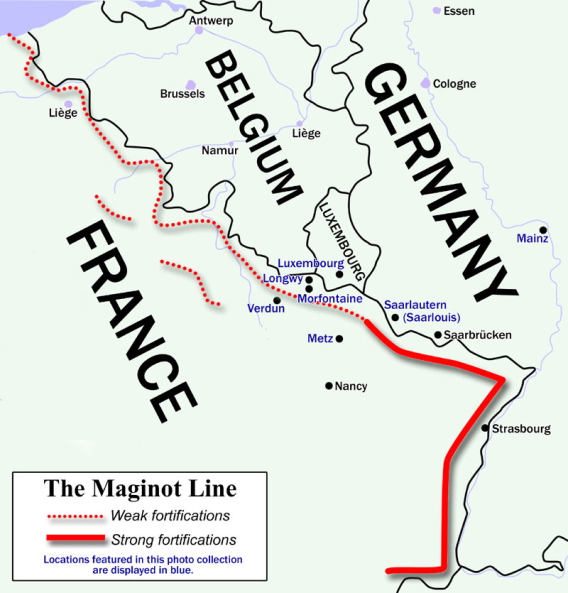 Essen
Antwerp
Cologne
Brussels
Liège
Liège
Namur
BELGIUM
GERMANY
LUXEMBOURG
FRANCE
Mainz
Luxembourg
Longwy
Morfontaine
Verdun
Saarlautern
(Saarlouis)
Saarbrücken
Metz
Nancy
Strasbourg
The Maginot Line
Weak fortifications
Strong fortifications
Locations featured in this photo collection
are displayed in blue.